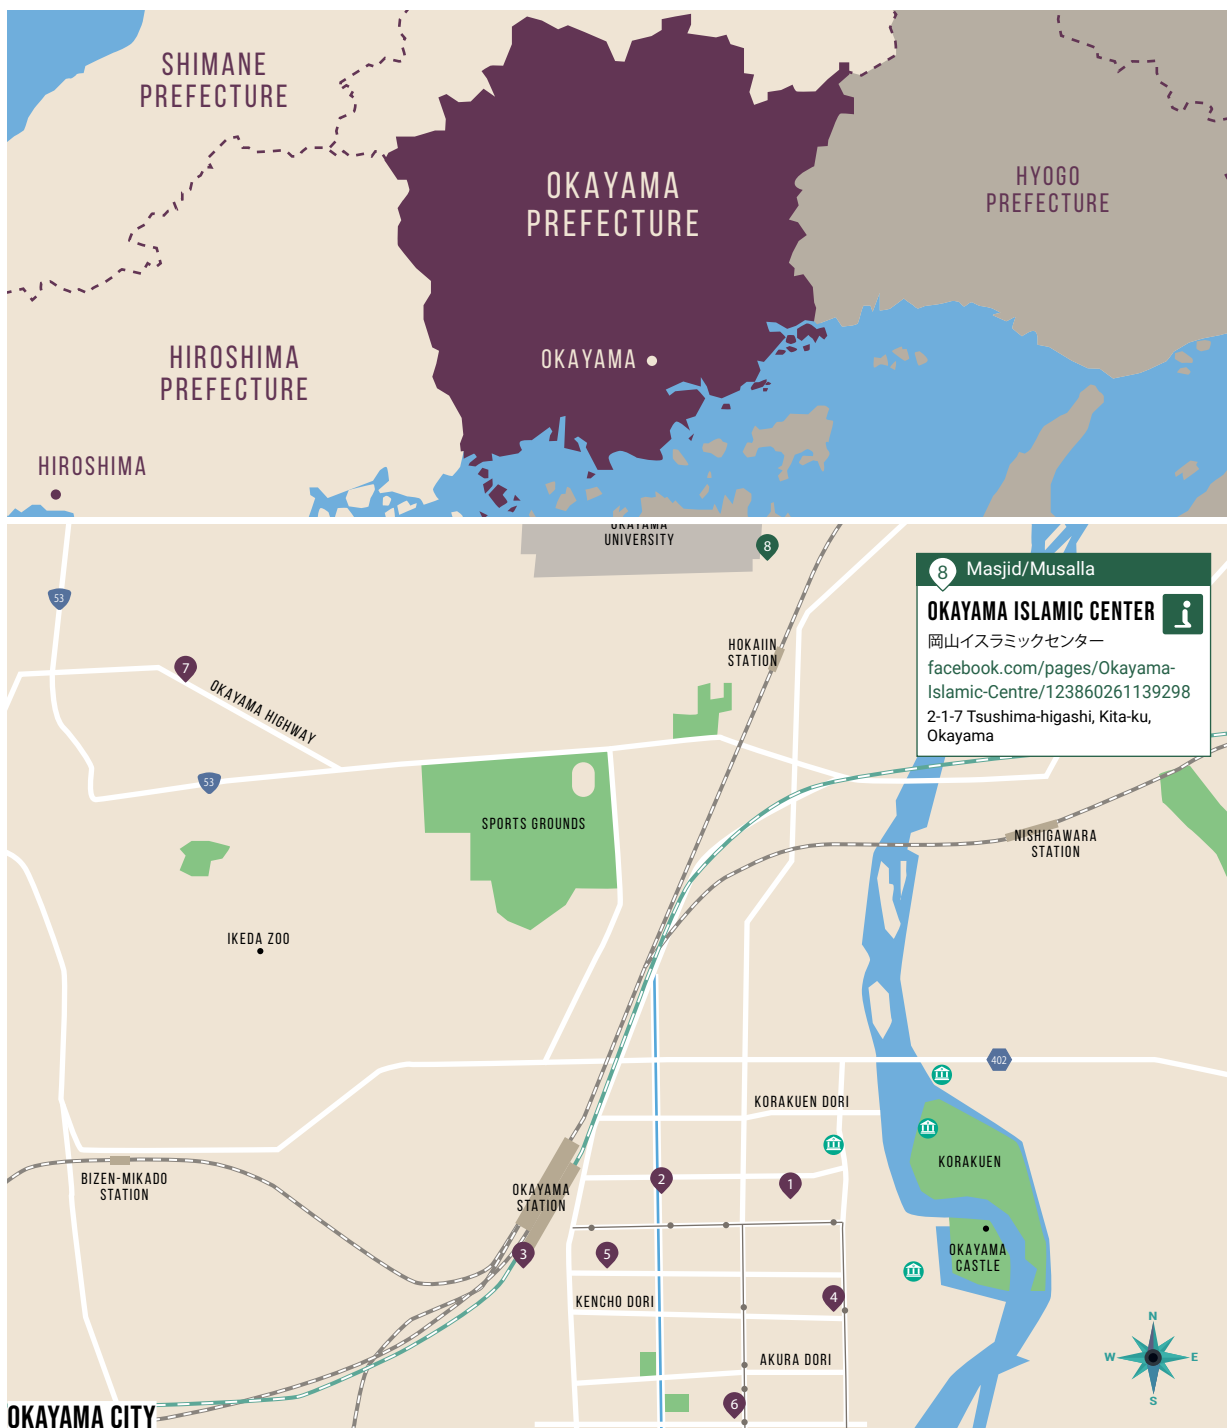 SHIMANE
PREFECTURE
OKAYAMA
PREFECTURE
HYOGO
PREFECTURE
HIROSHIMA
PREFECTURE
OKAYAMA
HIROSHIMA
OKAYAMA
UNIVERSITY
8
8 Masjid/Musalla
OKAYAMA ISLAMIC CENTER
岡山イスラミックセンター
facebook.com/pages/Okayama-
Islamic-Centre/123860261139298
2-1-7 Tsushima-higashi, Kita-ku,
Okayama
53
HOKAIIN
STATION
7
OKAYAMA HIGHWAY
53
SPORTS GROUNDS
NISHIGAWARA
STATION
IKEDA ZOO
402
KORAKUEN DORI
KORAKUEN
BIZEN-MIKADO
STATION
OKAYAMA
STATION
2
1
3
5
OKAYAMA
CASTLE
KENCHO DORI
4
AKURA DORI
6
N
W
E
S
OKAYAMA CITY